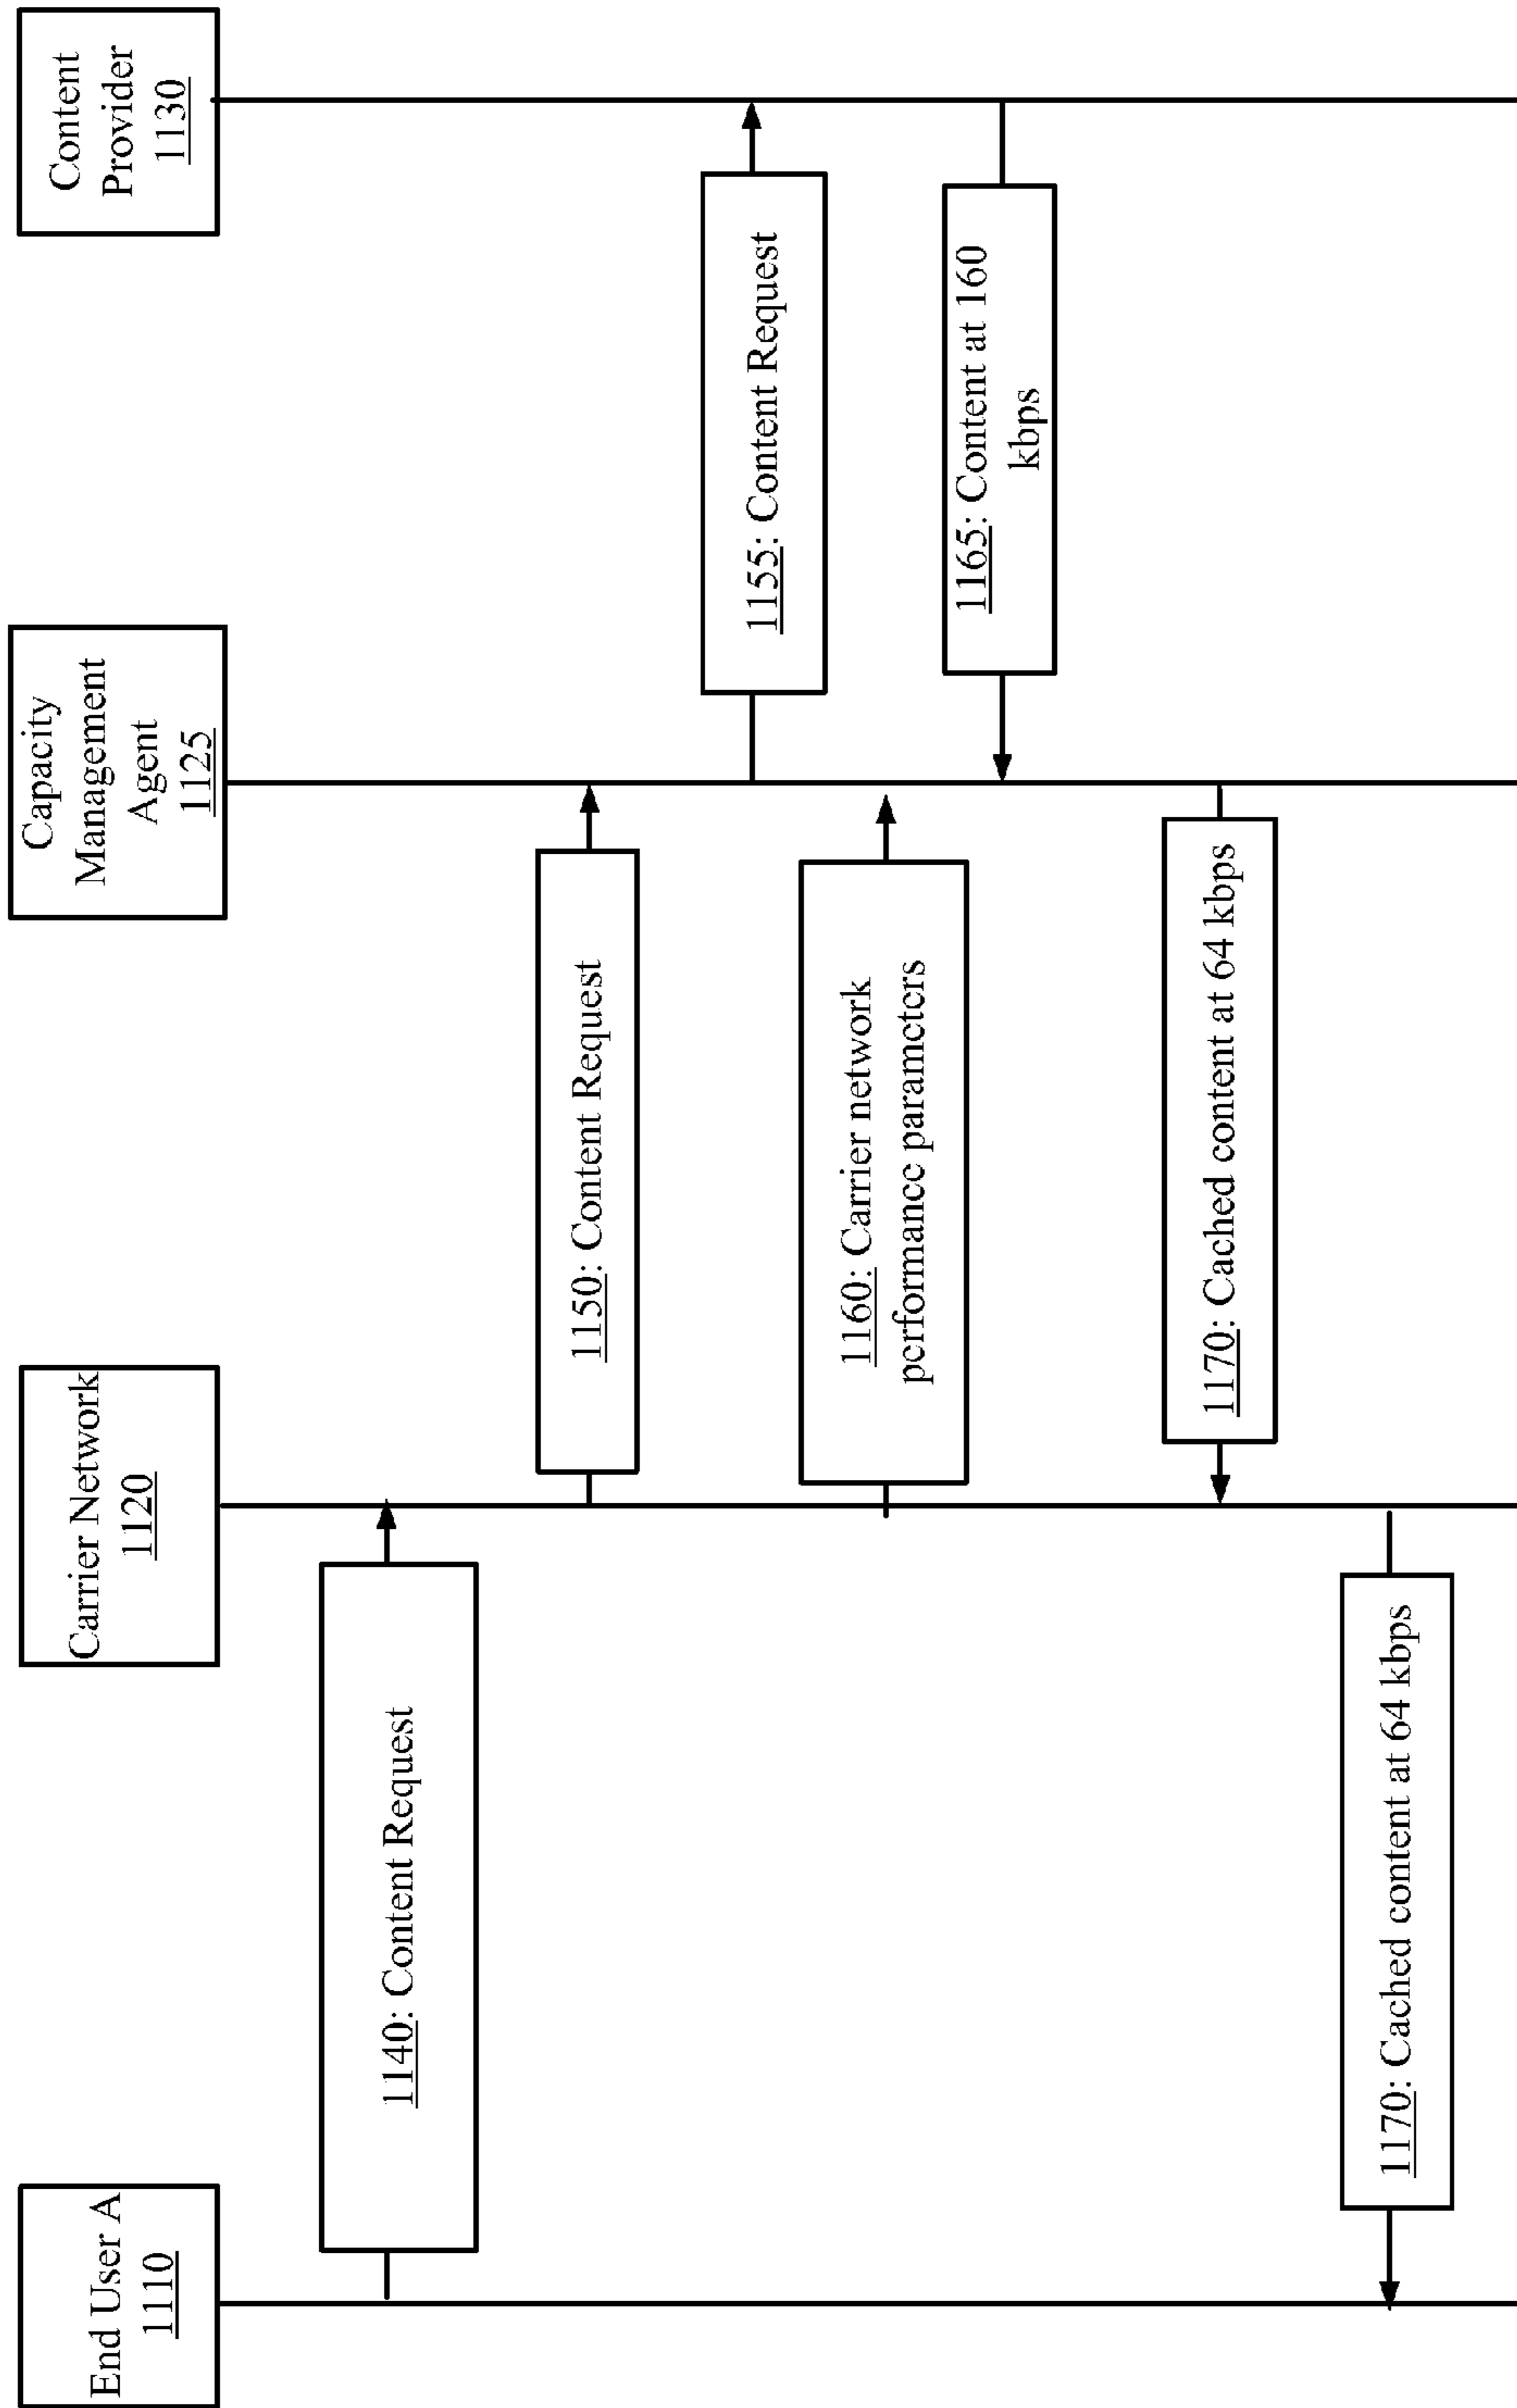 End User A
1110
Carrier Network
1120
Capacity
Management
Agent
1125
Content
Provider
1130
1140: Content Request
1150: Content Request
1155: Content Request
1160: Carrier network
performance parameters
1165: Content at 160
kbps
1170: Cached content at 64 kbps
1170: Cached content at 64 kbps